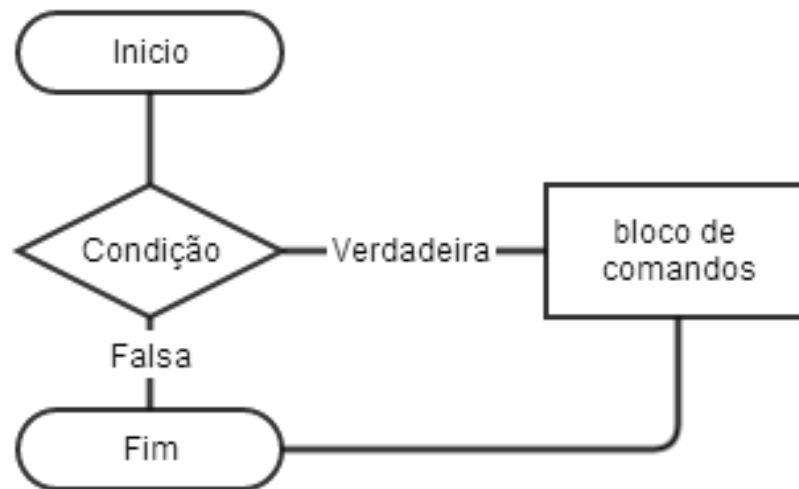 Inicio
Condição
Verdadeira
bloco de
comandos
Falsa
Fim